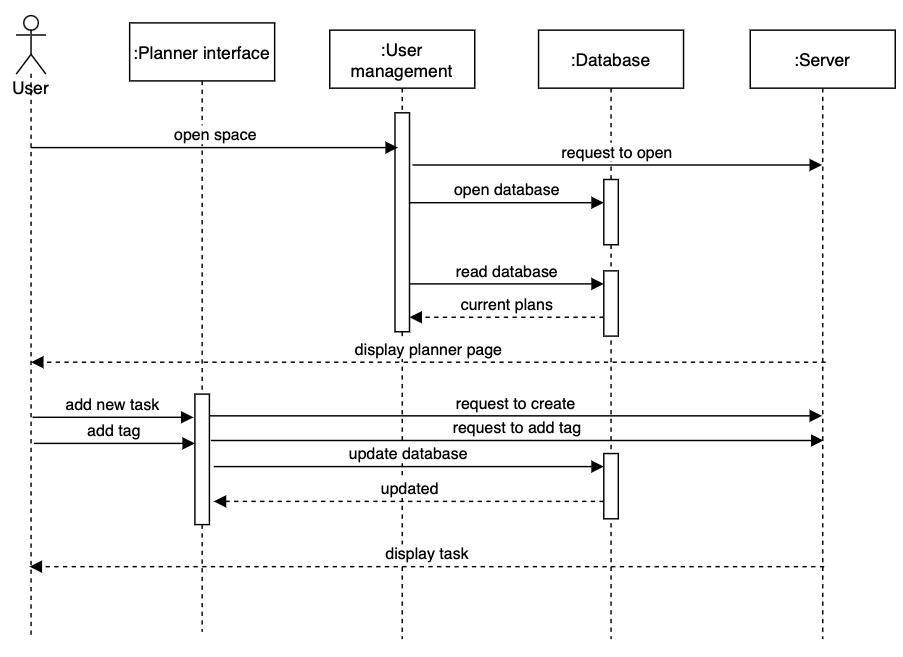 User
:Planner interface
:User
management
:Database
:Server
open space
request to open
open database
read database
current plans
display planner page
add new task
request to create
add tag
request to add tag
update database
updated
display task